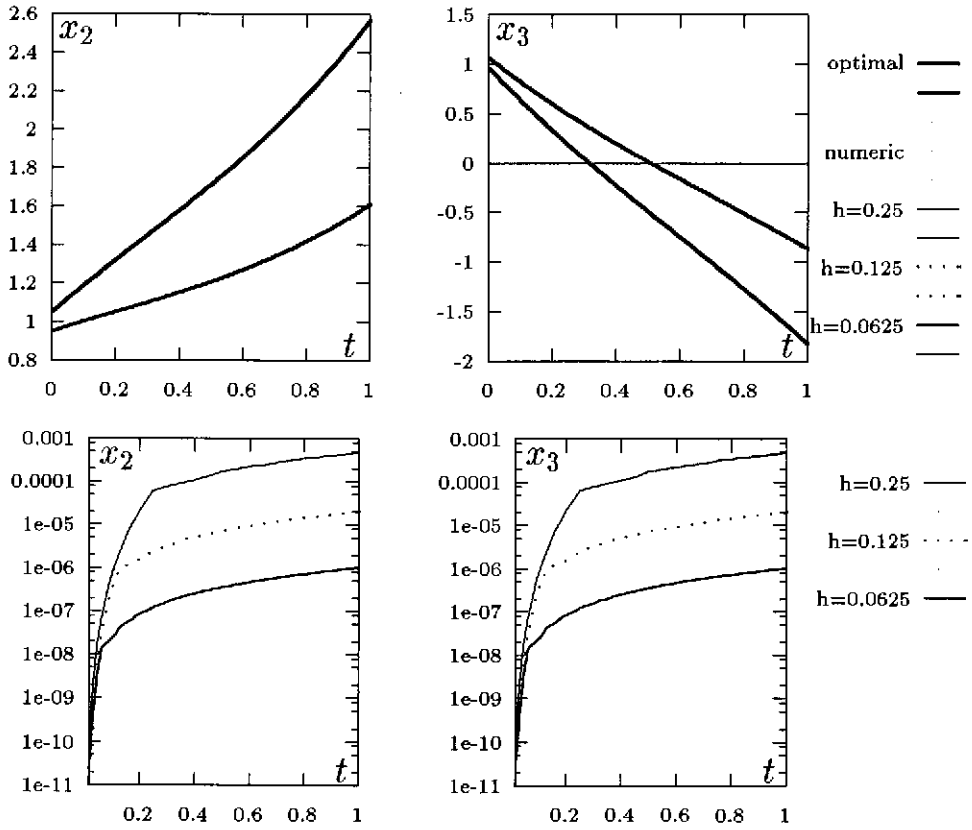 x2
2.6
2.4
2.2
2
1.8
1.6
1.4
1.2
1
0.8
t
0 0.2 0.4 0.6 0.8 1
x3
1.5
1
0.5
0
-0.5
-1
-1.5
-2
t
0 0.2 0.4 0.6 0.8 1
optimal
numeric
h=0.25
h=0.125
h=0.0625
x2
0.001
0.0001
1e-05
1e-06
1e-07
1e-08
1e-09
1e-10
1e-11
t
0.2 0.4 0.6 0.8 1
x3
0.001
0.0001
1e-05
1e-06
1e-07
1e-08
1e-09
1e-10
1e-11
t
0.2 0.4 0.6 0.8 1
h=0.25
h=0.125
h=0.0625